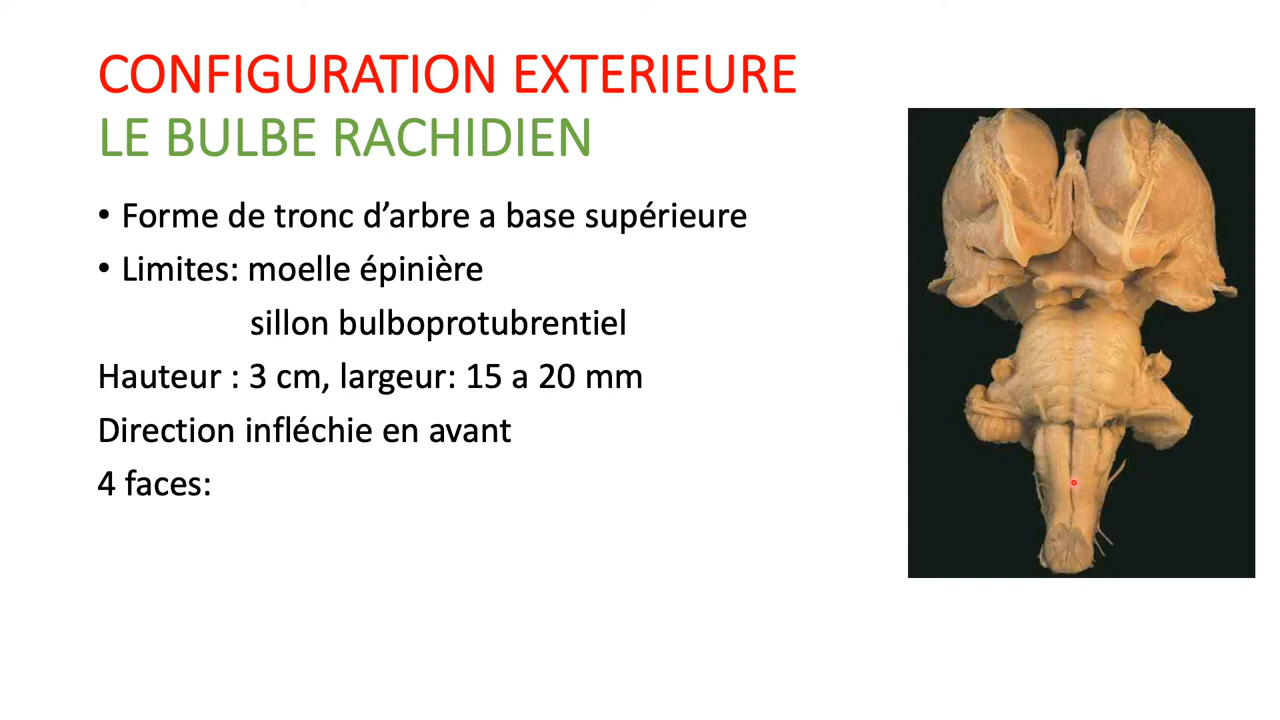 CONFIGURATION EXTERIEURE
LE BULBE RACHIDIEN
• Forme de tronc d’arbre a base supérieure
• Limites: moelle épinière
sillon bulboprotubrentiel
Hauteur : 3 cm, largeur: 15 a 20 mm
Direction infléchie en avant
4 faces: